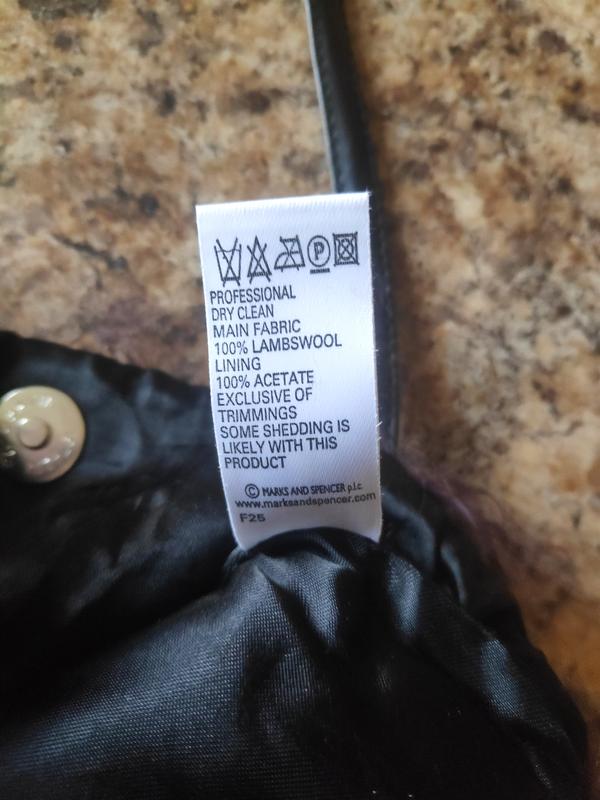 P
PROFESSIONAL
DRY CLEAN
MAIN FABRIC
100% LAMBSWOOL
LINING
100% ACETATE
EXCLUSIVE OF
TRIMMINGS
SOME SHEDDING IS
LIKELY WITH THIS
PRODUCT
© MARKS AND SPENCER p.l.c.
www.marksandspencer.com
F25